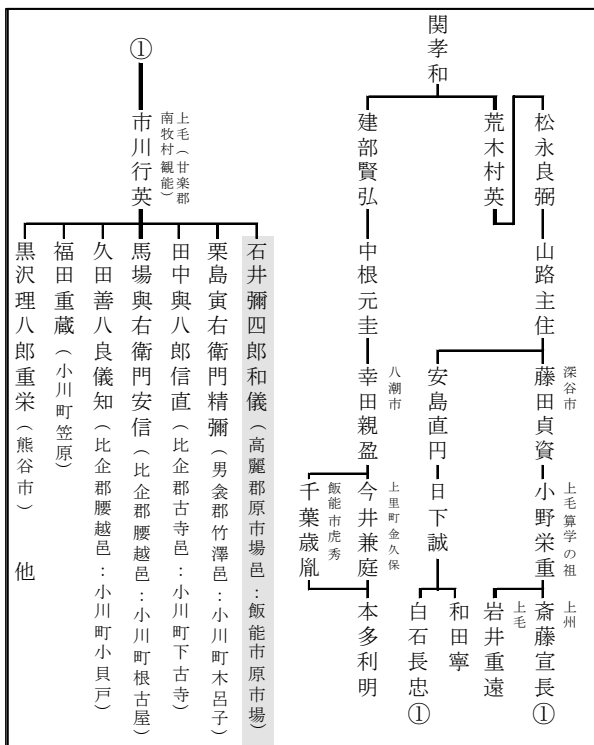 関孝和
荒木村英
松永良弼
山路主住
深谷市
藤田貞資
上毛算学の祖
小野栄重
上州
斎藤宣長①
上毛
岩井重遠
安島直円
日下誠
和田寧
白石長忠①
建部賢弘
中根元圭
八潮市
幸田親盈
上里町金久保
今井兼庭
飯能市虎秀
千葉歳胤
本多利明
①
上毛(甘楽郡
南牧村観能)
市川行英
石井彌四郎和儀(高麗郡原市場邑:飯能市原市場)
栗島寅右衛門精彌(男衾郡竹澤邑:小川町木呂子)
田中與八郎信直(比企郡古寺邑:小川町下古寺)
馬場與右衛門安信(比企郡腰越邑:小川町根古屋)
久田善八良儀知(比企郡腰越邑:小川町小貝戸)
福田重蔵(小川町笠原)
黒沢理八郎重栄(熊谷市) 他